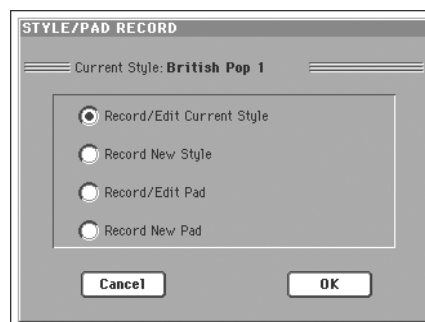 STYLE/PAD RECORD
Current Style: British Pop 1
Record/Edit Current Style
Record New Style
Record/Edit Pad
Record New Pad
Cancel OK